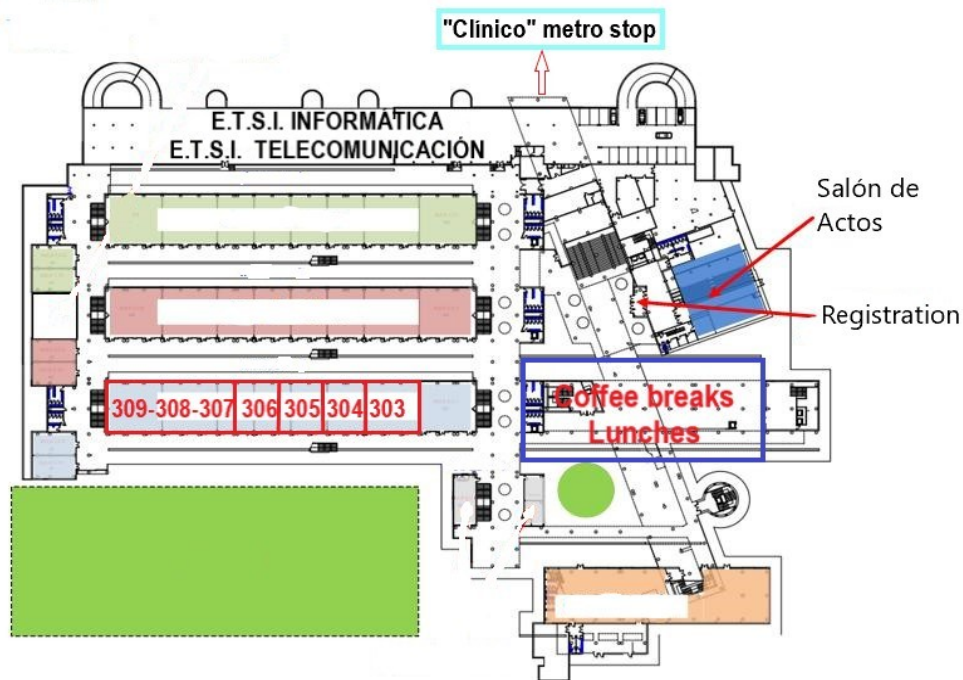 "Clínico" metro stop
E.T.S.I. INFORMÁTICA
E.T.S.I. TELECOMUNICACIÓN
Salón de
Actos
Registration
309-308-307 306 305 304 303
Coffee breaks
Lunches